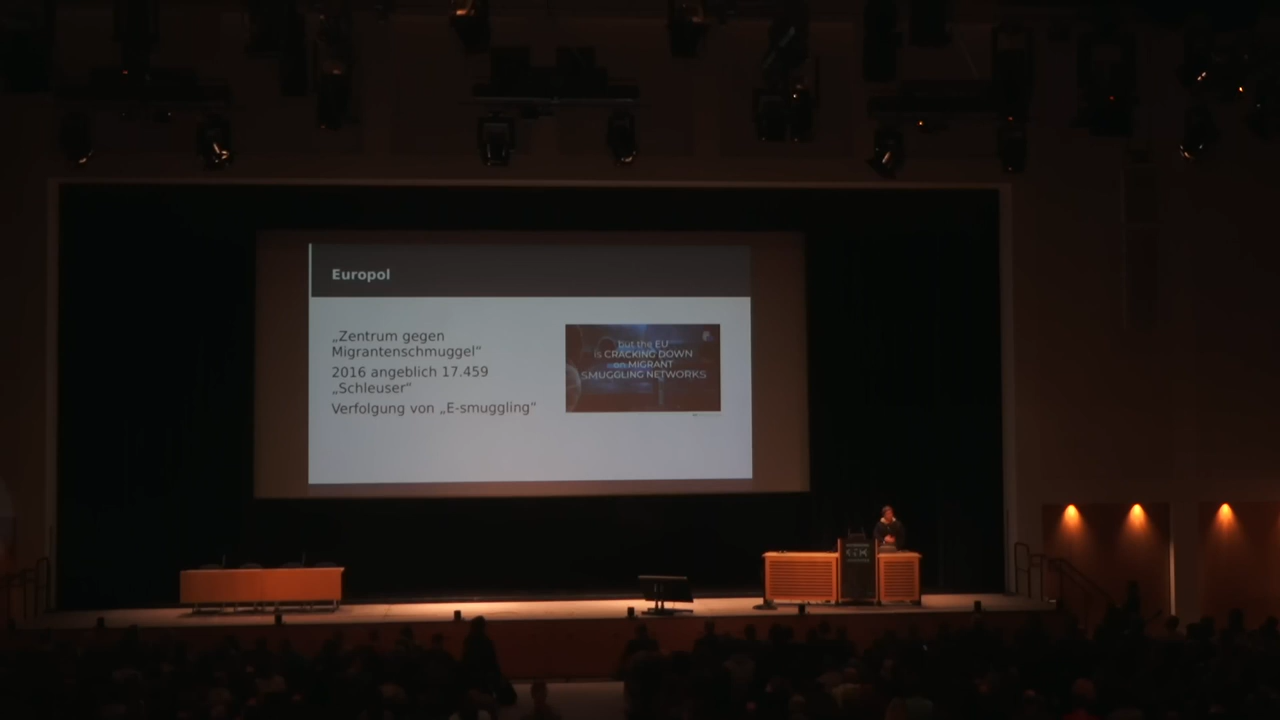 Europol
„Zentrum gegen
Migrantenschmuggel“
2016 angeblich 17.459
„Schleuser“
Verfolgung von „E-smuggling“
but the EU
is CRACKING DOWN
on MIGRANT
SMUGGLING NETWORKS